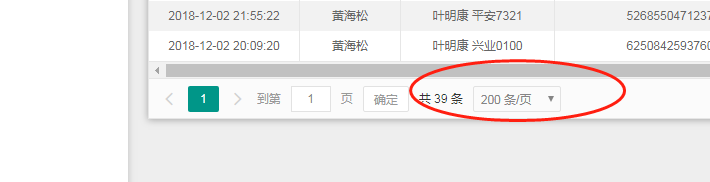 2018-12-02 21:55:22 黄海松 叶明康 平安7321 526855047123
2018-12-02 20:09:20 黄海松 叶明康 兴业0100 625084259376
1 到第 1 页 确定 共 39 条 200 条/页